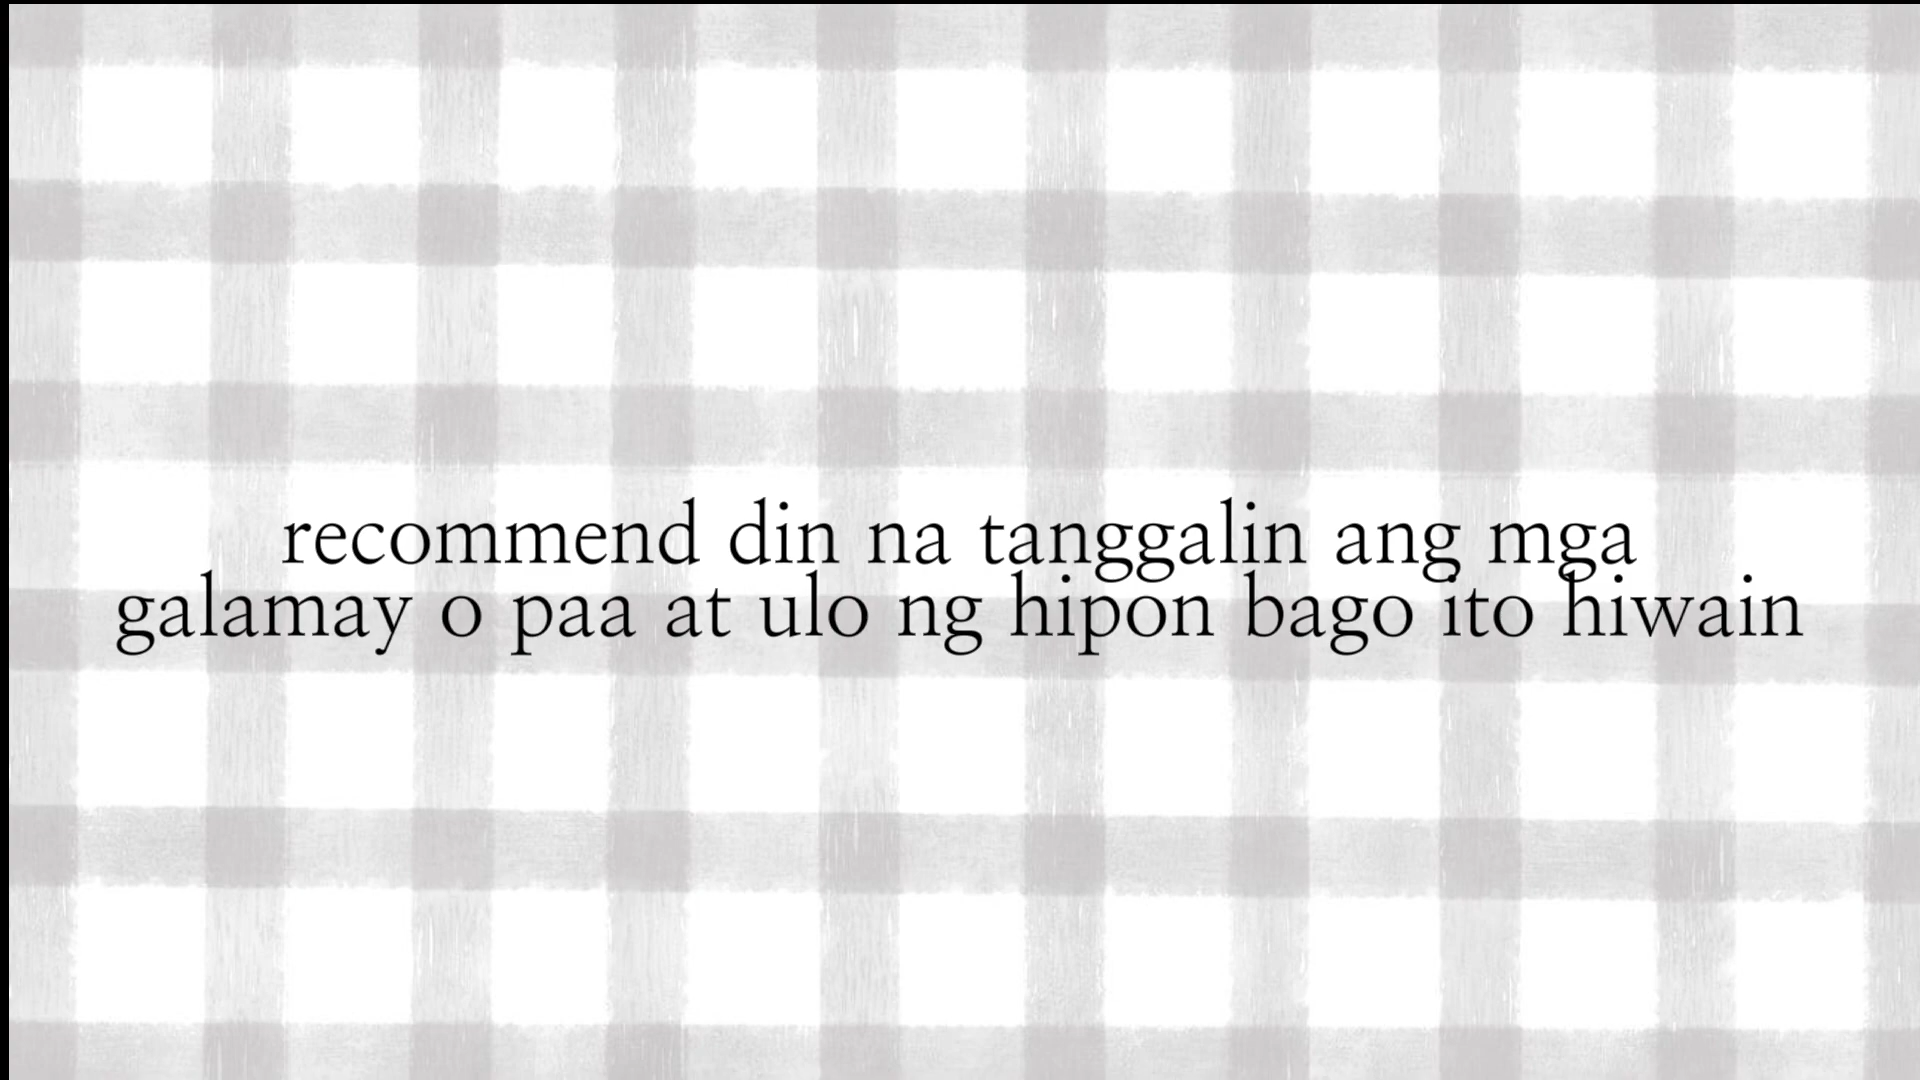 recommend din na tanggalin ang mga
galamay o paa at ulo ng hipon bago ito hiwain